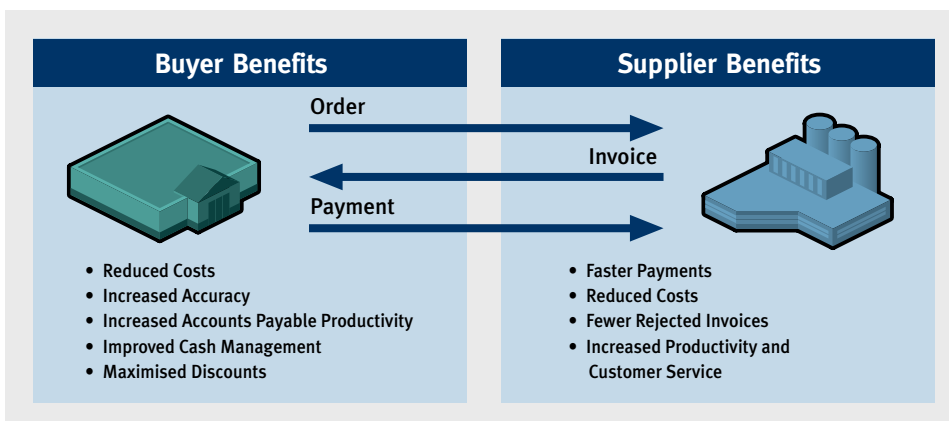 Buyer Benefits
Supplier Benefits
Order
Invoice
Payment
• Reduced Costs
• Increased Accuracy
• Increased Accounts Payable Productivity
• Improved Cash Management
• Maximised Discounts
• Faster Payments
• Reduced Costs
• Fewer Rejected Invoices
• Increased Productivity and
Customer Service